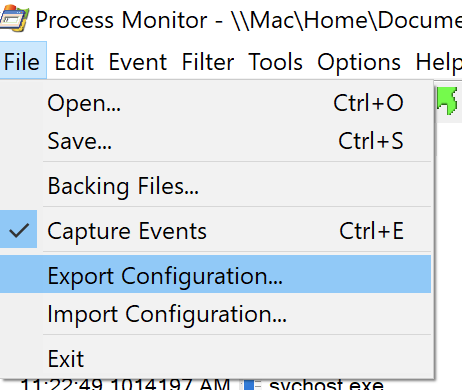 Process Monitor - \\Mac\Home\Docume
File Edit Event Filter Tools Options Help
Open... Ctrl+O
Save... Ctrl+S
Backing Files...
Capture Events Ctrl+E
Export Configuration...
Import Configuration...
Exit
11:22:49.1014197 AM svchost.exe